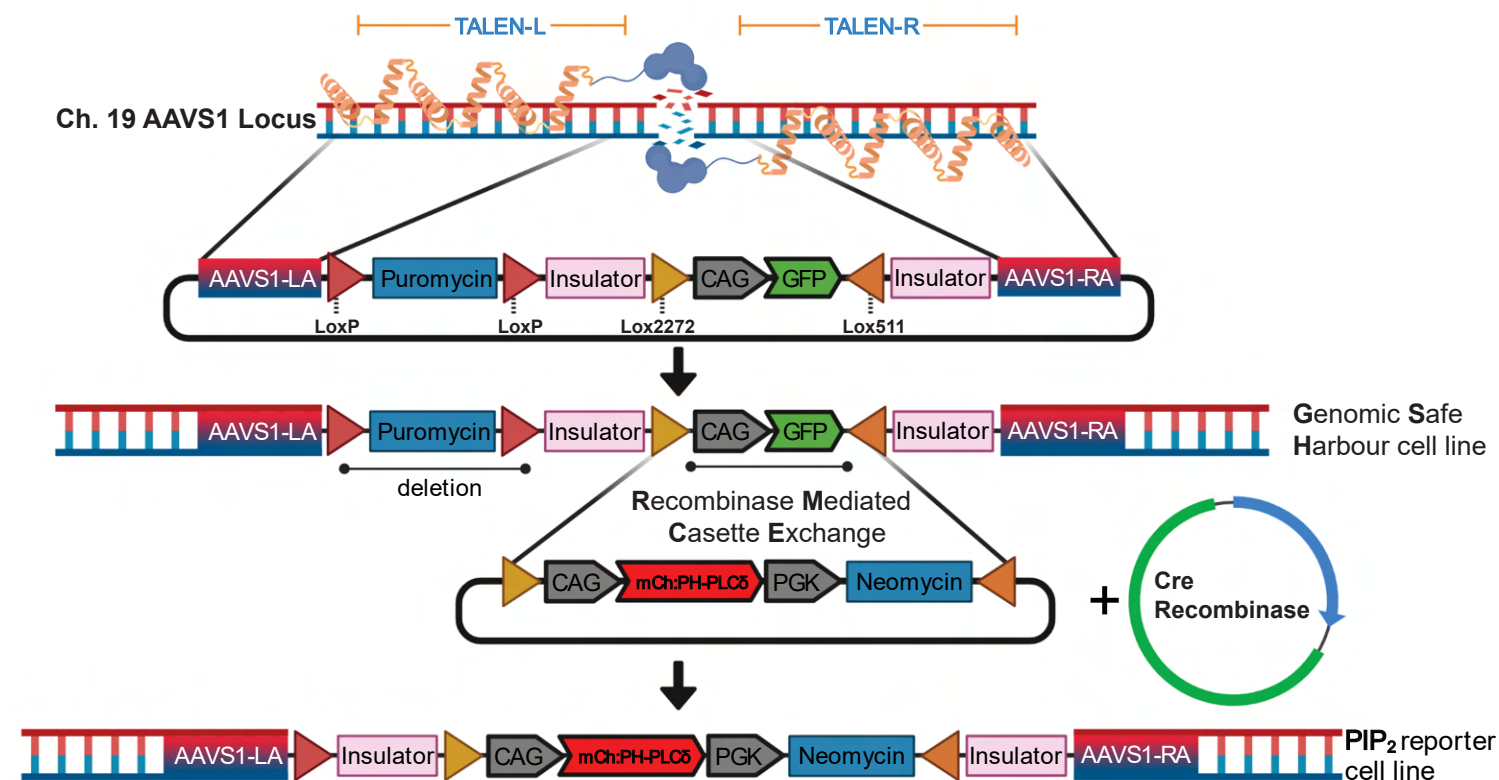 TALEN-L
TALEN-R
Ch. 19 AAVS1 Locus
AAVS1-LA
Puromycin
Insulator
CAG
GFP
Insulator
AAVS1-RA
LoxP
LoxP
Lox2272
Lox511
AAVS1-LA
Puromycin
Insulator
CAG
GFP
Insulator
AAVS1-RA
Genomic Safe
Harbour cell line
deletion
Recombinase Mediated
Casette Exchange
CAG
mCh:PH-PLCδ
PGK
Neomycin
+
Cre
Recombinase
AAVS1-LA
Insulator
CAG
mCh:PH-PLCδ
PGK
Neomycin
Insulator
AAVS1-RA
PIP₂ reporter
cell line